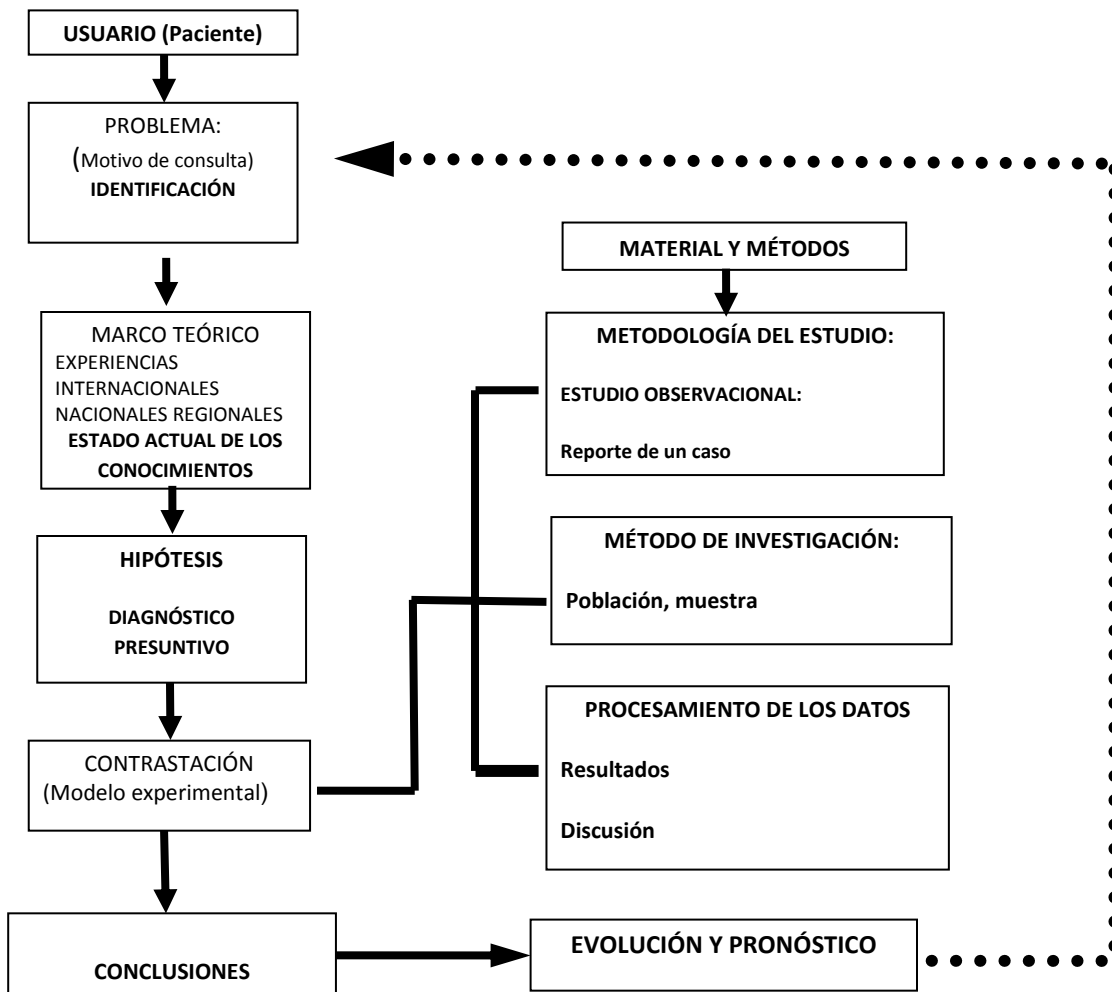 USUARIO (Paciente)
PROBLEMA:
(Motivo de consulta)
IDENTIFICACIÓN
MARCO TEÓRICO
EXPERIENCIAS
INTERNACIONALES
NACIONALES REGIONALES
ESTADO ACTUAL DE LOS
CONOCIMIENTOS
HIPÓTESIS
DIAGNÓSTICO
PRESUNTIVO
CONTRASTACIÓN
(Modelo experimental)
CONCLUSIONES
MATERIAL Y MÉTODOS
METODOLOGÍA DEL ESTUDIO:
ESTUDIO OBSERVACIONAL:
Reporte de un caso
MÉTODO DE INVESTIGACIÓN:
Población, muestra
PROCESAMIENTO DE LOS DATOS
Resultados
Discusión
EVOLUCIÓN Y PRONÓSTICO